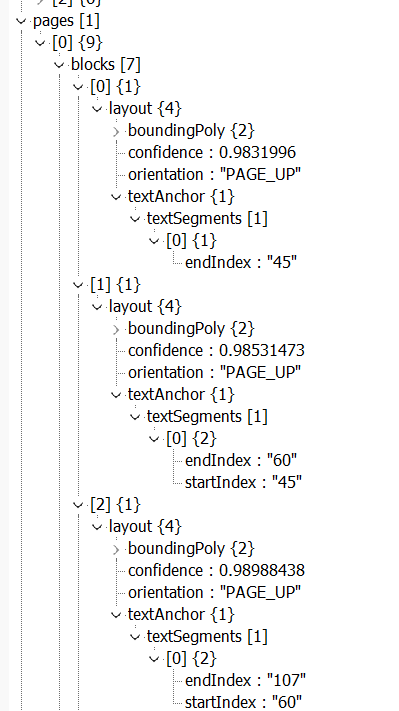 pages [1]
[0] {9}
blocks [7]
[0] {1}
layout {4}
boundingPoly {2}
confidence : 0.9831996
orientation : "PAGE_UP"
textAnchor {1}
textSegments [1]
[0] {1}
endIndex : "45"
[1] {1}
layout {4}
boundingPoly {2}
confidence : 0.98531473
orientation : "PAGE_UP"
textAnchor {1}
textSegments [1]
[0] {2}
endIndex : "60"
startIndex : "45"
[2] {1}
layout {4}
boundingPoly {2}
confidence : 0.98988438
orientation : "PAGE_UP"
textAnchor {1}
textSegments [1]
[0] {2}
endIndex : "107"
startIndex : "60"